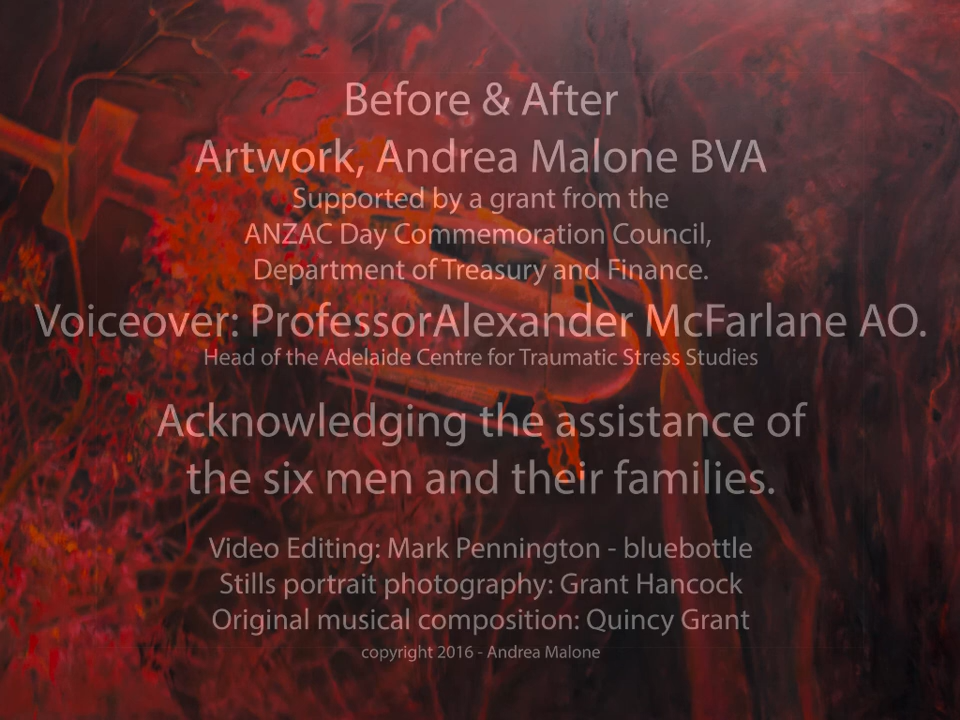 Before & After
Artwork, Andrea Malone BVA
Supported by a grant from the
ANZAC Day Commemoration Council,
Department of Treasury and Finance.
Voiceover: ProfessorAlexander McFarlane AO.
Head of the Adelaide Centre for Traumatic Stress Studies
Acknowledging the assistance of
the six men and their families.
Video Editing: Mark Pennington - bluebottle
Stills portrait photography: Grant Hancock
Original musical composition: Quincy Grant
copyright 2016 - Andrea Malone